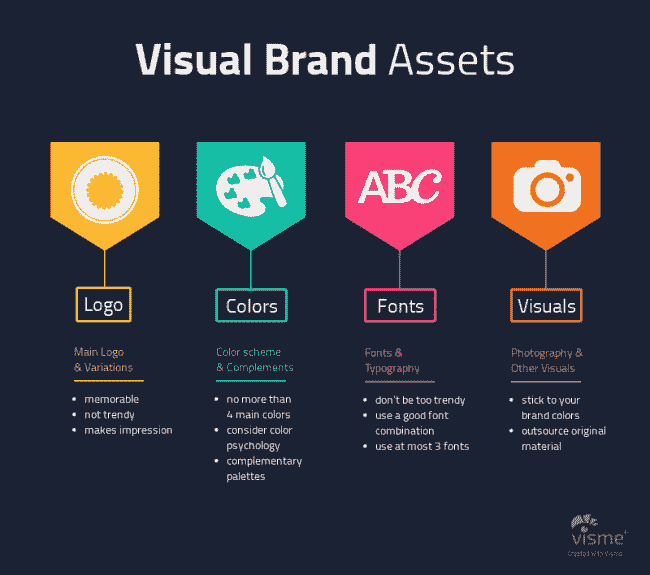 Visual Brand Assets
ABC
Logo
Main Logo
& Variations
memorable
not trendy
makes impression
Colors
Color scheme
& Complements
no more than
4 main colors
consider color
psychology
complementary
palettes
Fonts
Fonts &
Typography
don't be too trendy
use a good font
combination
use at most 3 fonts
Visuals
Photography &
Other Visuals
stick to your
brand colors
outsource original
material
visme